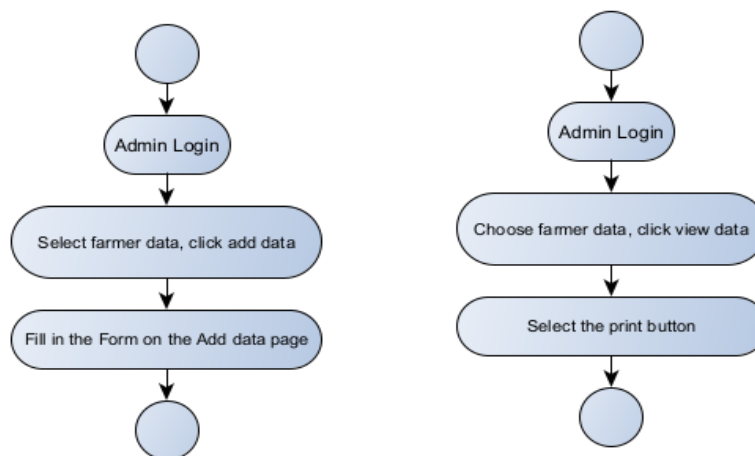 Admin Login
Select farmer data, click add data
Fill in the Form on the Add data page
Admin Login
Choose farmer data, click view data
Select the print button